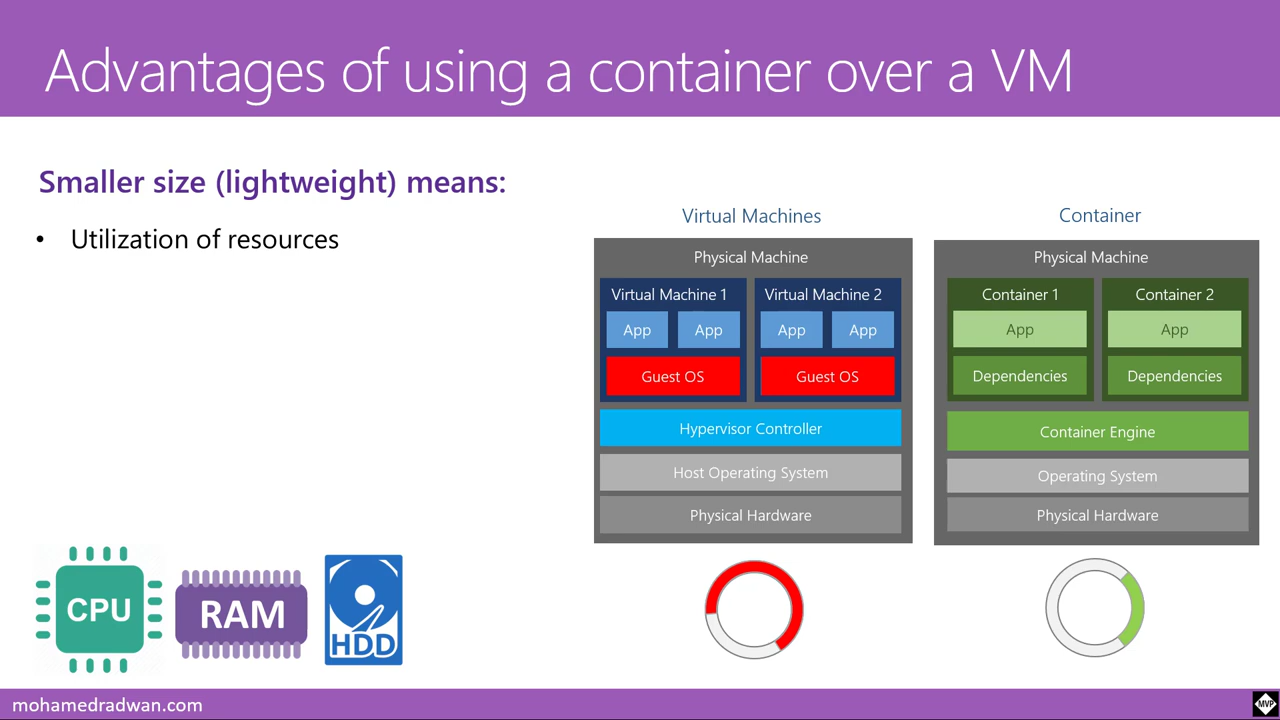 Advantages of using a container over a VM
Smaller size (lightweight) means:
• Utilization of resources
Virtual Machines
Physical Machine
Virtual Machine 1
Virtual Machine 2
App
App
App
App
Guest OS
Guest OS
Hypervisor Controller
Host Operating System
Physical Hardware
Container
Physical Machine
Container 1
Container 2
App
App
Dependencies
Dependencies
Container Engine
Operating System
Physical Hardware
CPU
RAM
HDD
mohamedradwan.com
MVP